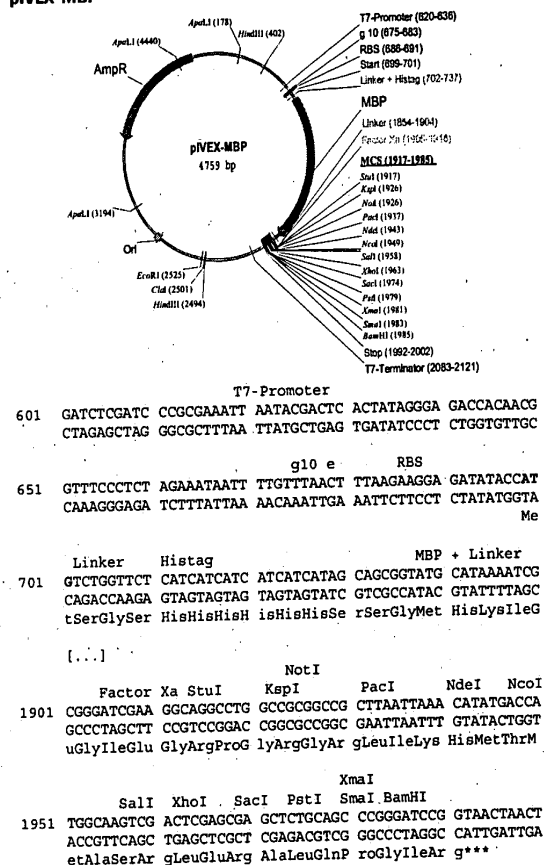 pIVEX-MBP
ApaLI (178)
HindIII (402)
ApaLI (4440)
AmpR
T7-Promoter (620-636)
g 10 (675-683)
RBS (686-691)
Start (699-701)
Linker + Histag (702-737)
MBP
Linker (1854-1904)
Factor Xa
pIVEX-MBP
4759 bp
MCS (1917-1985)
StuI (1917)
KspI (1926)
NotI (1926)
PacI (1937)
NdeI (1943)
NcoI (1949)
SalI (1958)
XhoI (1963)
SacI (1974)
PstI (1979)
XmaI (1981)
SmaI (1983)
BamHI (1985)
Stop (1992-2002)
T7-Terminator (2083-2121)
ApaLI (3194)
Ori
EcoRI (2525)
ClaI (2501)
HindIII (2494)
T7-Promoter
601 GATCTCGATC CCGCGAAATT AATACGACTC ACTATAGGGA GACCACAACG
CTAGAGCTAG GGCGCTTTAA TTATGCTGAG TGATATCCCT CTGGTGTTGC
g10 e RBS
651 GTTTCCCTCT AGAAATAATT TTGTTTAACT TTAAGAAGGA GATATACCAT
CAAAGGGAGA TCTTTATTAA AACAAATTGA AATTCTTCCT CTATATGGTA
Me
Linker Histag MBP + Linker
701 GTCTGGTTCT CATCATCATC ATCATCATAG CAGCGGTATG CATAAAATCG
CAGACCAAGA GTAGTAGTAG TAGTAGTATC GTCGCCATAC GTATTTTAGC
tSerGlySer HisHisHisH isHisHisSe rSerGlyMet HisLysIleG
[...]
NotI
Factor Xa StuI KspI PacI NdeI NcoI
1901 CGGGATCGAA GGCAGGCCTG GCCGCGGCCG CTTAATTAAA CATATGACCA
GCCCTAGCTT CCGTCCGGAC CGGCGCCGGC GAATTAATTT GTATACTGGT
uGlyIleGlu GlyArgProG lyArgGlyAr gLeuIleLys HisMetThrM
XmaI
SalI XhoI SacI PstI SmaI BamHI
1951 TGGCAAGTCG ACTCGAGCGA GCTCTGCAGC CCGGGATCCG GTAACTAACT
ACCGTTCAGC TGAGCTCGCT CGAGACGTCG GGCCCTAGGC CATTGATTGA
etAlaSerAr gLeuGluArg AlaLeuGlnP roGlyIleAr g***